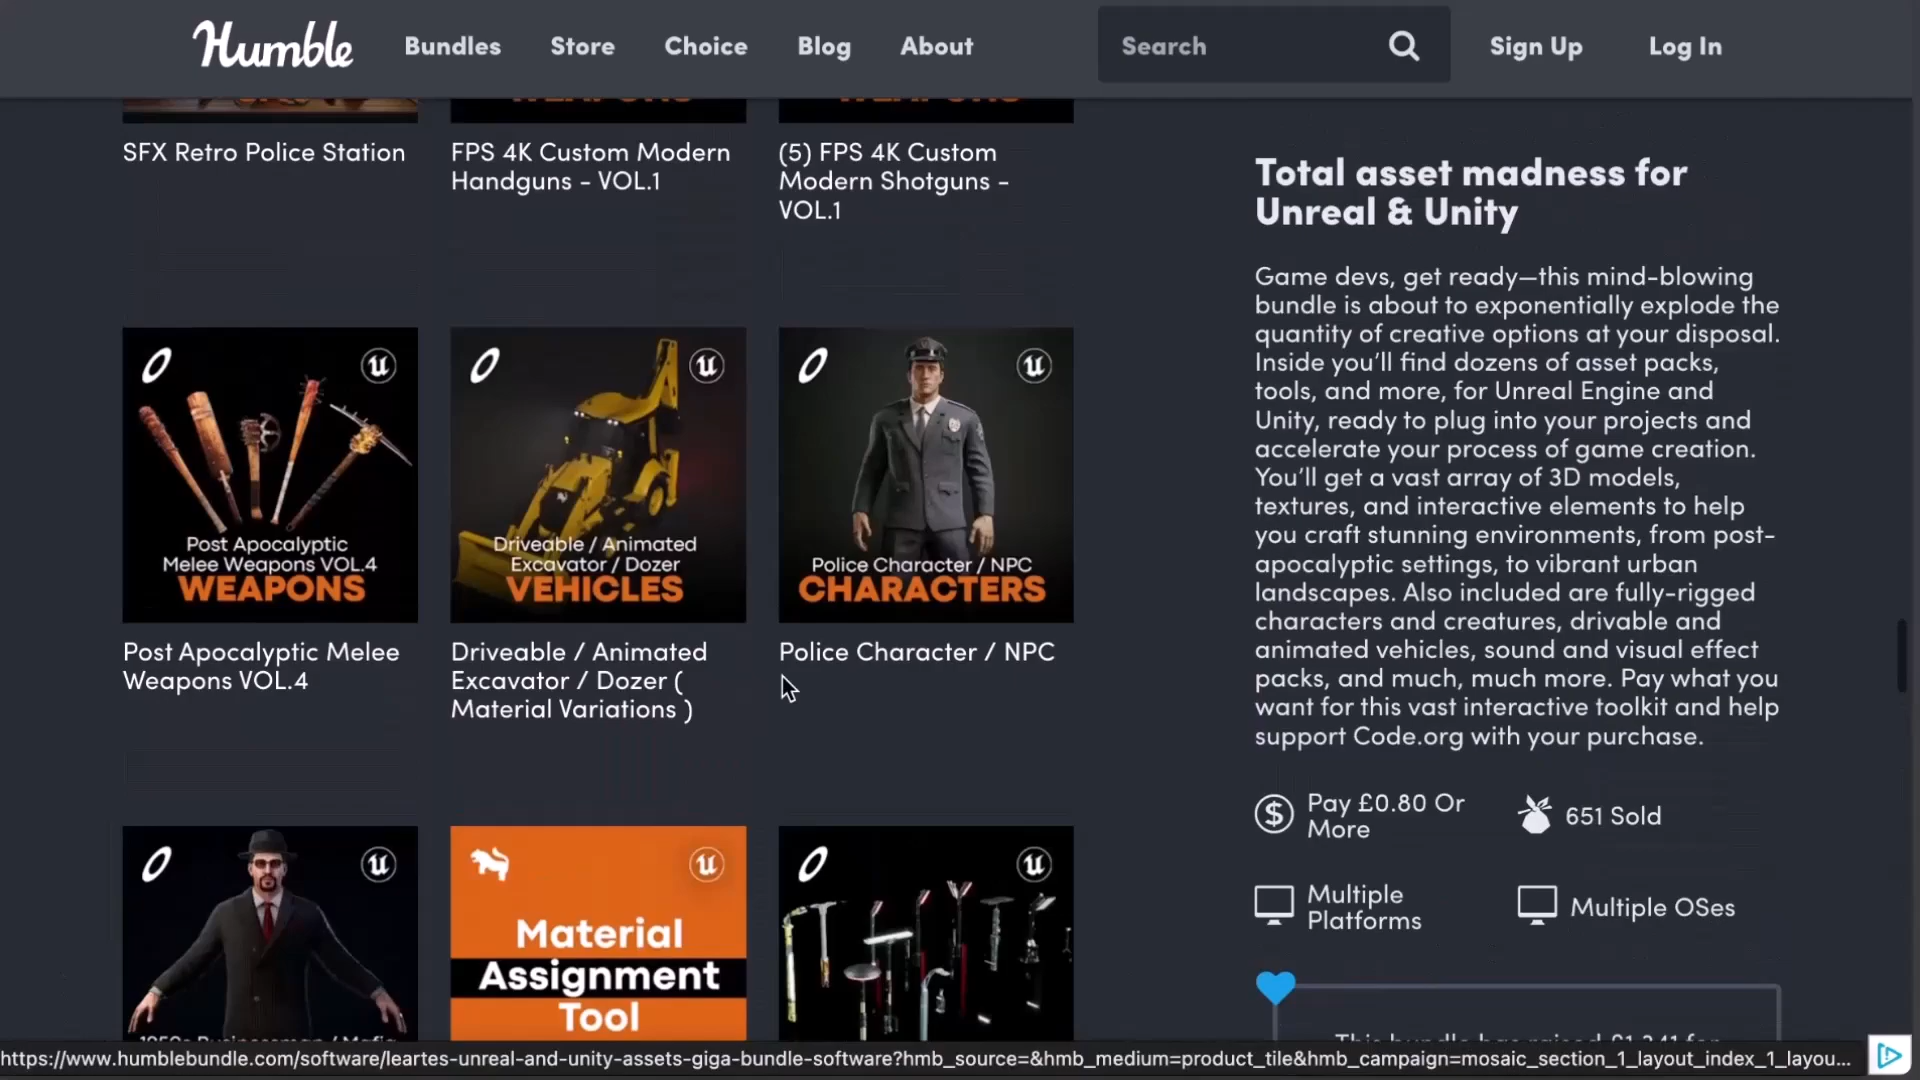 Humble
Bundles
Store
Choice
Blog
About
Search
Sign Up
Log In
SFX Retro Police Station
FPS 4K Custom Modern
Handguns - VOL.1
(5) FPS 4K Custom
Modern Shotguns -
VOL.1
Post Apocalyptic
Melee Weapons VOL.4
WEAPONS
Driveable / Animated
Excavator / Dozer
VEHICLES
Police Character / NPC
CHARACTERS
Post Apocalyptic Melee
Weapons VOL.4
Driveable / Animated
Excavator / Dozer (
Material Variations )
Police Character / NPC
Material
Assignment
Tool
Total asset madness for
Unreal & Unity
Game devs, get ready—this mind-blowing
bundle is about to exponentially explode the
quantity of creative options at your disposal.
Inside you'll find dozens of asset packs,
tools, and more, for Unreal Engine and
Unity, ready to plug into your projects and
accelerate your process of game creation.
You'll get a vast array of 3D models,
textures, and interactive elements to help
you craft stunning environments, from post-
apocalyptic settings, to vibrant urban
landscapes. Also included are fully-rigged
characters and creatures, drivable and
animated vehicles, sound and visual effect
packs, and much, much more. Pay what you
want for this vast interactive toolkit and help
support Code.org with your purchase.
Pay £0.80 Or
More
651 Sold
Multiple
Platforms
Multiple OSes
This bundle has raised £1,341 for
https://www.humblebundle.com/software/leartes-unreal-and-unity-assets-giga-bundle-software?hmb_source=&hmb_medium=product_tile&hmb_campaign=mosaic_section_1_layout_index_1_layou...